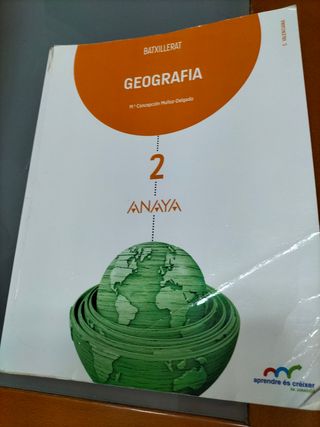 BATXILLERAT
GEOGRAFIA
Mª Concepción Muñoz-Delgado
2
ANAYA
aprendre és créixer